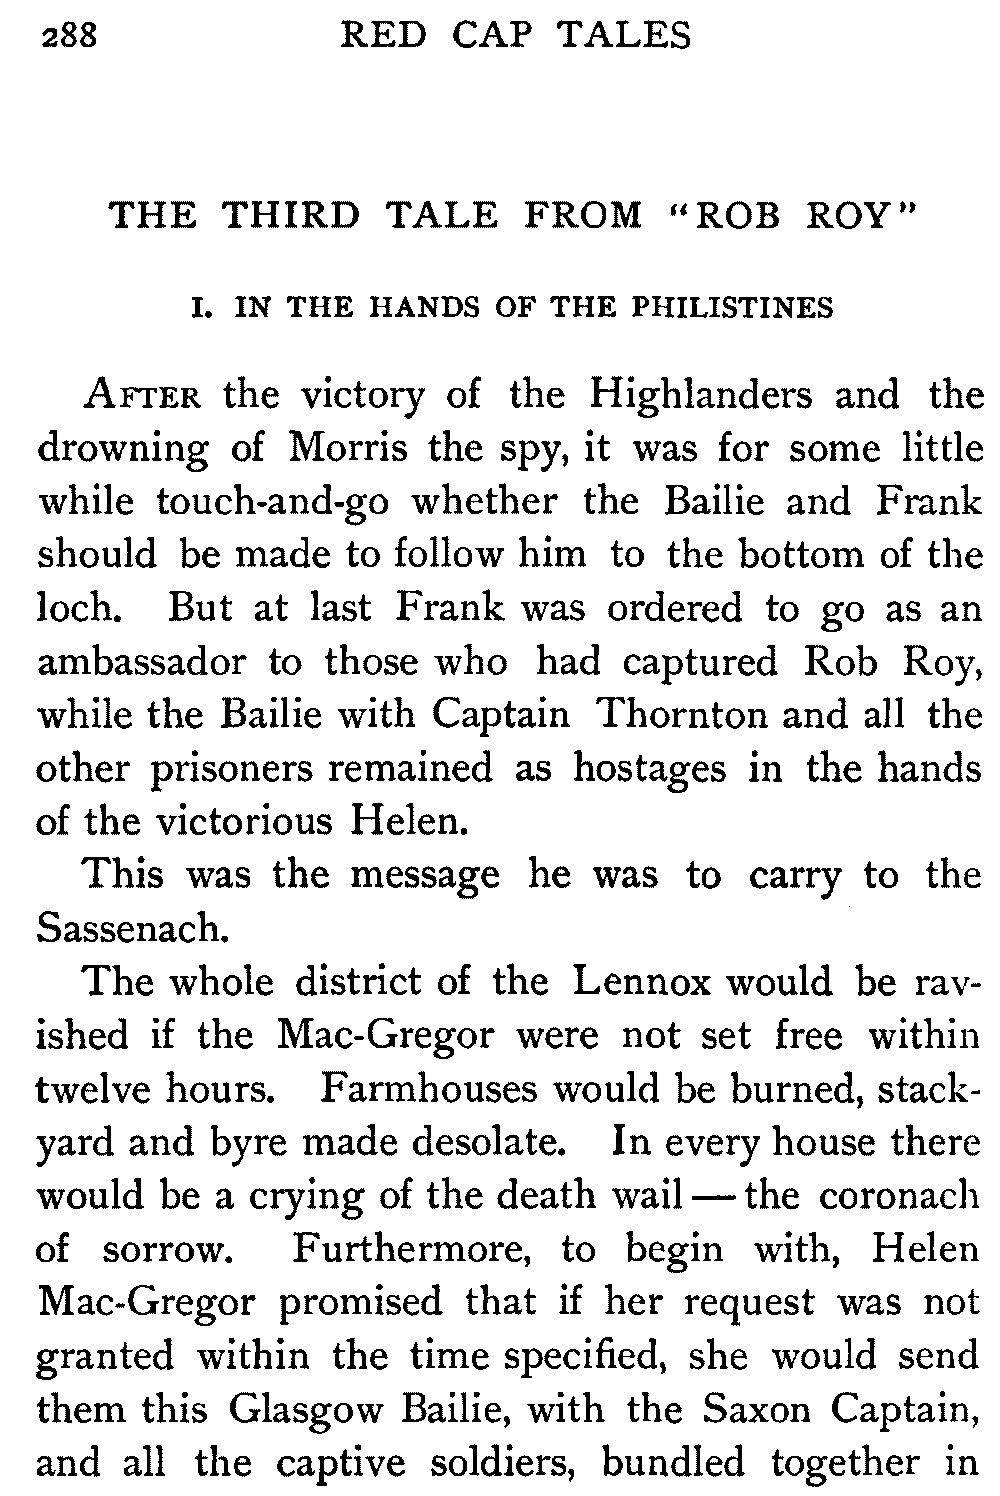 288 RED CAP TALES
THE THIRD TALE FROM "ROB ROY"
I. IN THE HANDS OF THE PHILISTINES
AFTER the victory of the Highlanders and the
drowning of Morris the spy, it was for some little
while touch-and-go whether the Bailie and Frank
should be made to follow him to the bottom of the
loch. But at last Frank was ordered to go as an
ambassador to those who had captured Rob Roy,
while the Bailie with Captain Thornton and all the
other prisoners remained as hostages in the hands
of the victorious Helen.
This was the message he was to carry to the
Sassenach.
The whole district of the Lennox would be rav-
ished if the Mac-Gregor were not set free within
twelve hours. Farmhouses would be burned, stack-
yard and byre made desolate. In every house there
would be a crying of the death wail — the coronach
of sorrow. Furthermore, to begin with, Helen
Mac-Gregor promised that if her request was not
granted within the time specified, she would send
them this Glasgow Bailie, with the Saxon Captain,
and all the captive soldiers, bundled together in